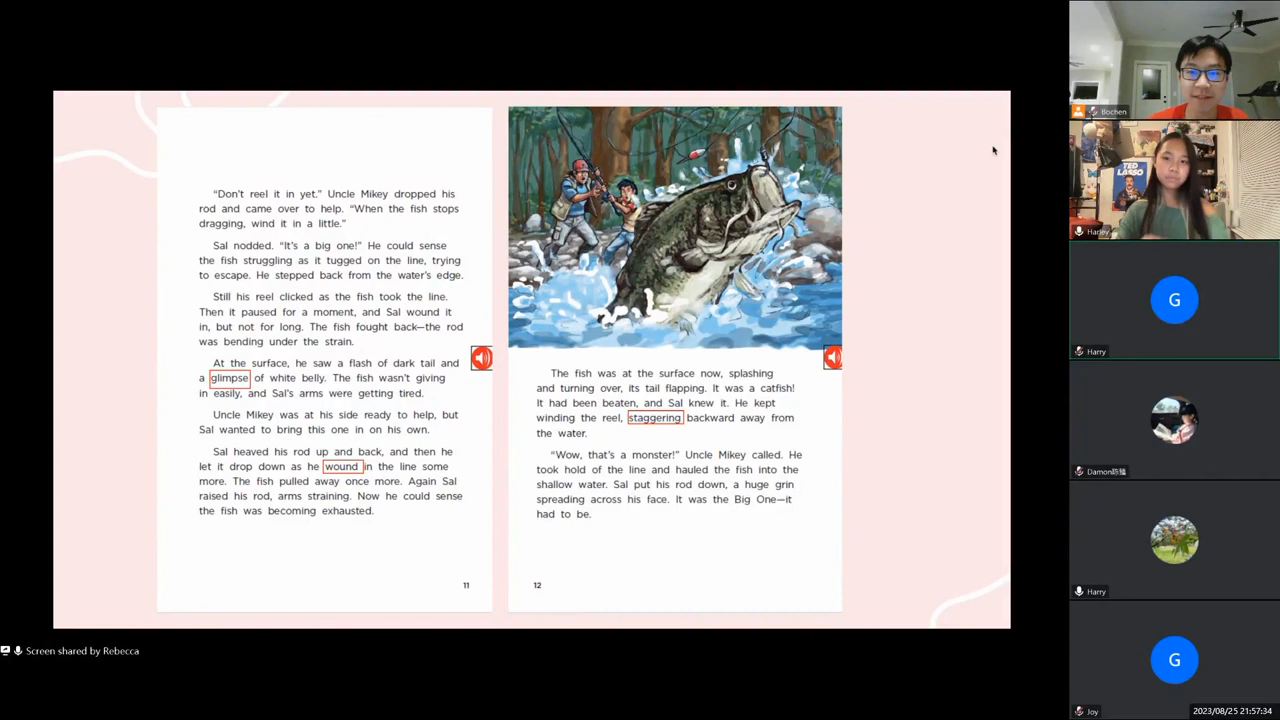 “Don't reel it in yet.” Uncle Mikey dropped his
rod and came over to help. “When the fish stops
dragging, wind it in a little.”
Sal nodded. “It's a big one!” He could sense
the fish struggling as it tugged on the line, trying
to escape. He stepped back from the water's edge.
Still his reel clicked as the fish took the line.
Then it paused for a moment, and Sal wound it
in, but not for long. The fish fought back—the rod
was bending under the strain.
At the surface, he saw a flash of dark tail and
a glimpse of white belly. The fish wasn't giving
in easily, and Sal's arms were getting tired.
Uncle Mikey was at his side ready to help, but
Sal wanted to bring this one in on his own.
Sal heaved his rod up and back, and then he
let it drop down as he wound in the line some
more. The fish pulled away once more. Again Sal
raised his rod, arms straining. Now he could sense
the fish was becoming exhausted.
11
The fish was at the surface now, splashing
and turning over, its tail flapping. It was a catfish!
It had been beaten, and Sal knew it. He kept
winding the reel, staggering backward away from
the water.
“Wow, that's a monster!” Uncle Mikey called. He
took hold of the line and hauled the fish into the
shallow water. Sal put his rod down, a huge grin
spreading across his face. It was the Big One—it
had to be.
12
Screen shared by Rebecca
Bochen
TED
LASSO
Harley
G
Harry
Harry
G
Joy
2023/08/25 21:57:34